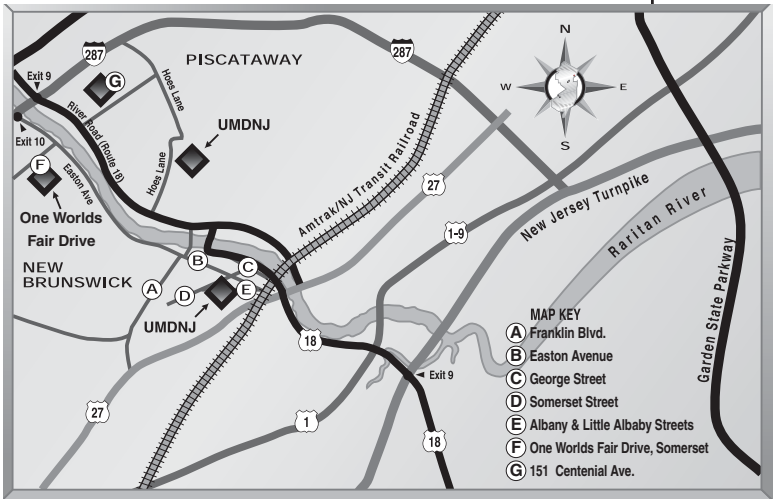 N
W E
S
287
PISCATAWAY
287
Exit 9
G
Hoes Lane
River Road (Route 18)
UMDNJ
Exit 10
F
Easton Ave
Hoes Lane
One Worlds
Fair Drive
Amtrak/NJ Transit Railroad
27
1-9
New Jersey Turnpike
Raritan River
Garden State Parkway
NEW
BRUNSWICK
A
B
C
D
E
UMDNJ
18
Exit 9
27
1
18
MAP KEY
A Franklin Blvd.
B Easton Avenue
C George Street
D Somerset Street
E Albany & Little Albaby Streets
F One Worlds Fair Drive, Somerset
G 151 Centenial Ave.